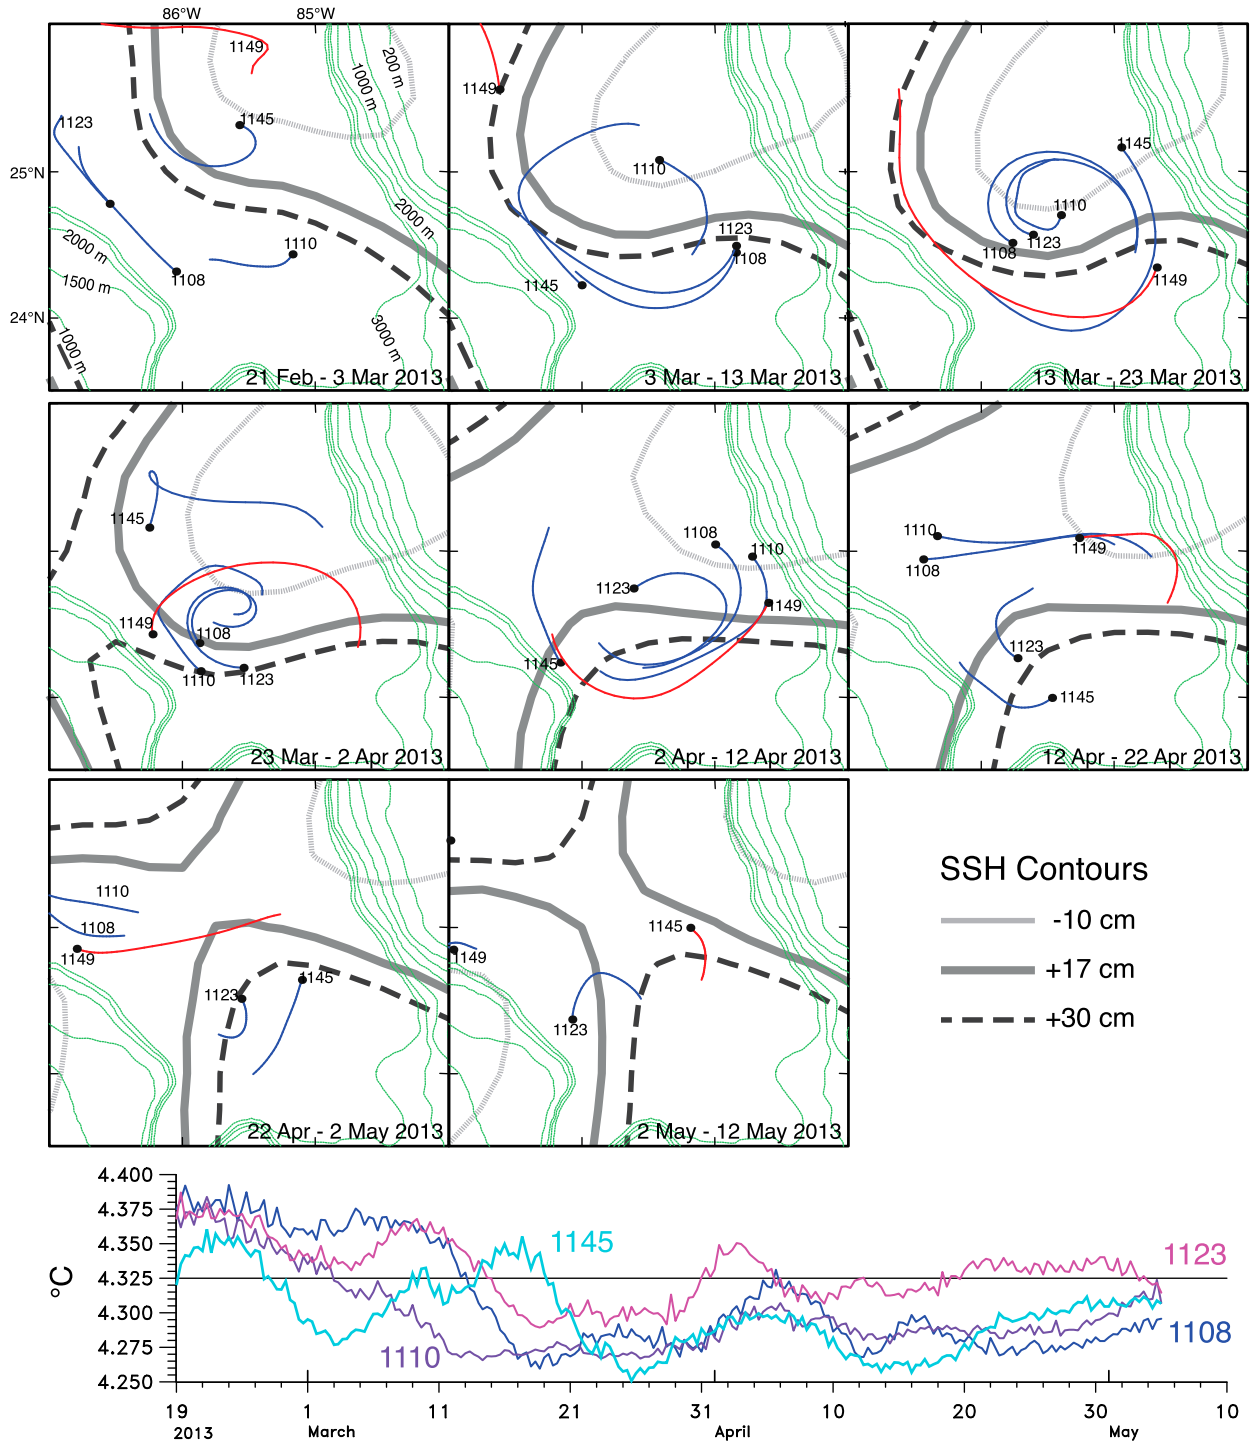 86°W 85°W
1149
200 m
1000 m
1123
1145
25°N
2000 m
2000 m
1110
1108
1500 m
24°N
3000 m
1000 m
21 Feb - 3 Mar 2013
1149
1110
1123
1108
1145
3 Mar - 13 Mar 2013
1145
1110
1123
1108
1149
13 Mar - 23 Mar 2013
1145
1149
1108
1110
1123
23 Mar - 2 Apr 2013
1108
1110
1123
1149
1145
2 Apr - 12 Apr 2013
1110
1149
1108
1123
1145
12 Apr - 22 Apr 2013
1110
1108
1149
1123
1145
22 Apr - 2 May 2013
1145
1149
1123
2 May - 12 May 2013
SSH Contours
-10 cm
+17 cm
+30 cm
4.400
4.375
4.350
4.325
4.300
4.275
4.250
°C
1145
1123
1110
1108
19 1 11 21 31 10 20 30 10
2013 March April May